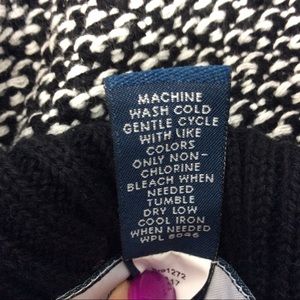 MACHINE
WASH COLD
GENTLE CYCLE
WITH LIKE
COLORS
ONLY NON-
CHLORINE
BLEACH WHEN
NEEDED
TUMBLE
DRY LOW
COOL IRON
WHEN NEEDED
WPL 8096